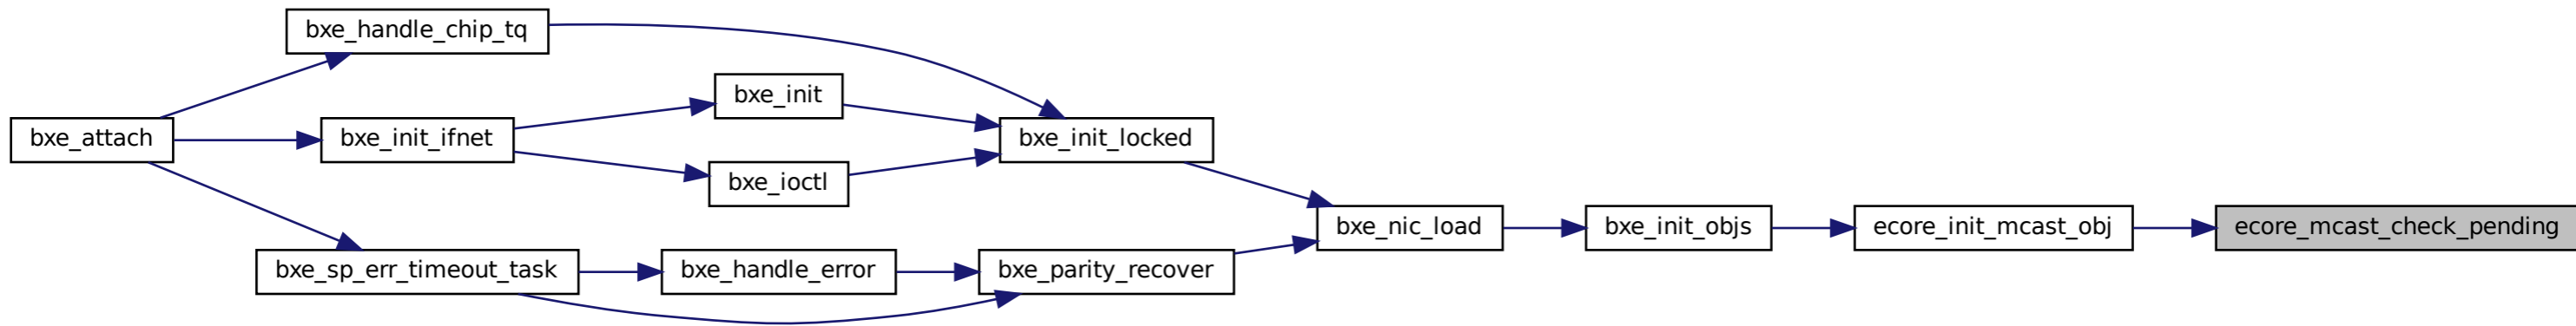 bxe_attach
bxe_handle_chip_tq
bxe_init_ifnet
bxe_sp_err_timeout_task
bxe_init
bxe_ioctl
bxe_handle_error
bxe_init_locked
bxe_parity_recover
bxe_nic_load
bxe_init_objs
ecore_init_mcast_obj
ecore_mcast_check_pending